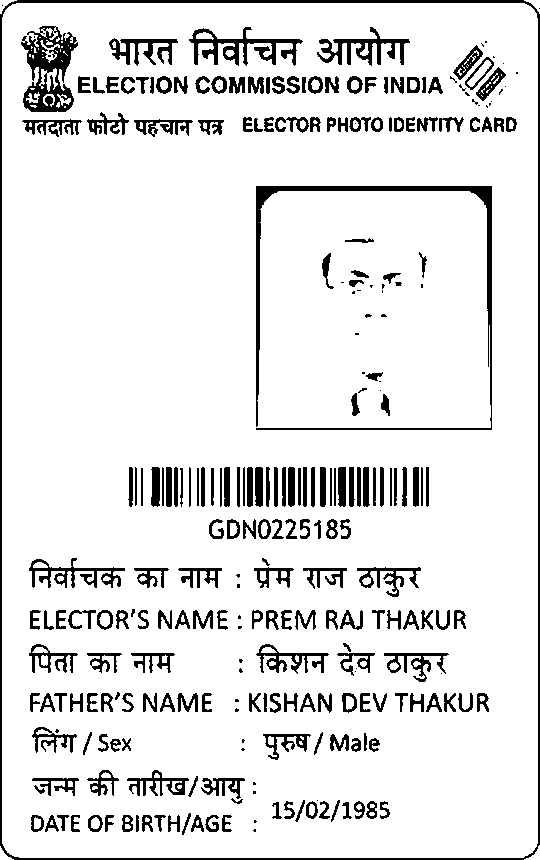 भारत निर्वाचन आयोग
ELECTION COMMISSION OF INDIA
मतदाता फोटो पहचान पत्र ELECTOR PHOTO IDENTITY CARD
GDN0225185
निर्वाचक का नाम : प्रेम राज ठाकुर
ELECTOR'S NAME : PREM RAJ THAKUR
पिता का नाम : किशन देव ठाकुर
FATHER'S NAME : KISHAN DEV THAKUR
लिंग / Sex : पुरुष / Male
जन्म की तारीख/आयु :
DATE OF BIRTH/AGE : 15/02/1985